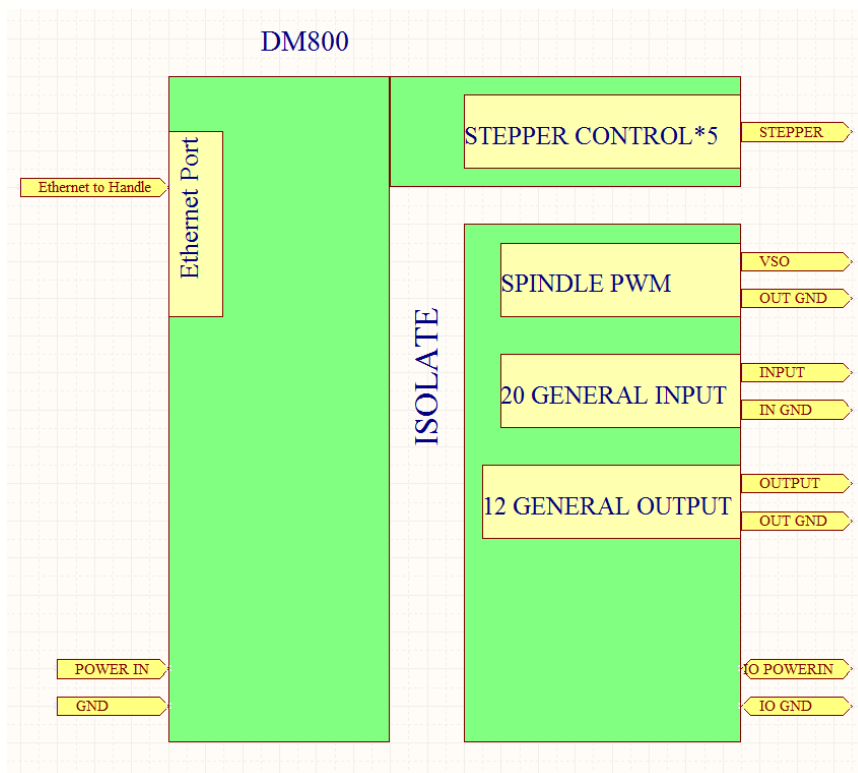 DM800
STEPPER CONTROL*5
STEPPER
Ethernet Port
Ethernet to Handle
SPINDLE PWM
VSO
OUT GND
ISOLATE
20 GENERAL INPUT
INPUT
IN GND
12 GENERAL OUTPUT
OUTPUT
OUT GND
POWER IN
GND
IO POWERIN
IO GND